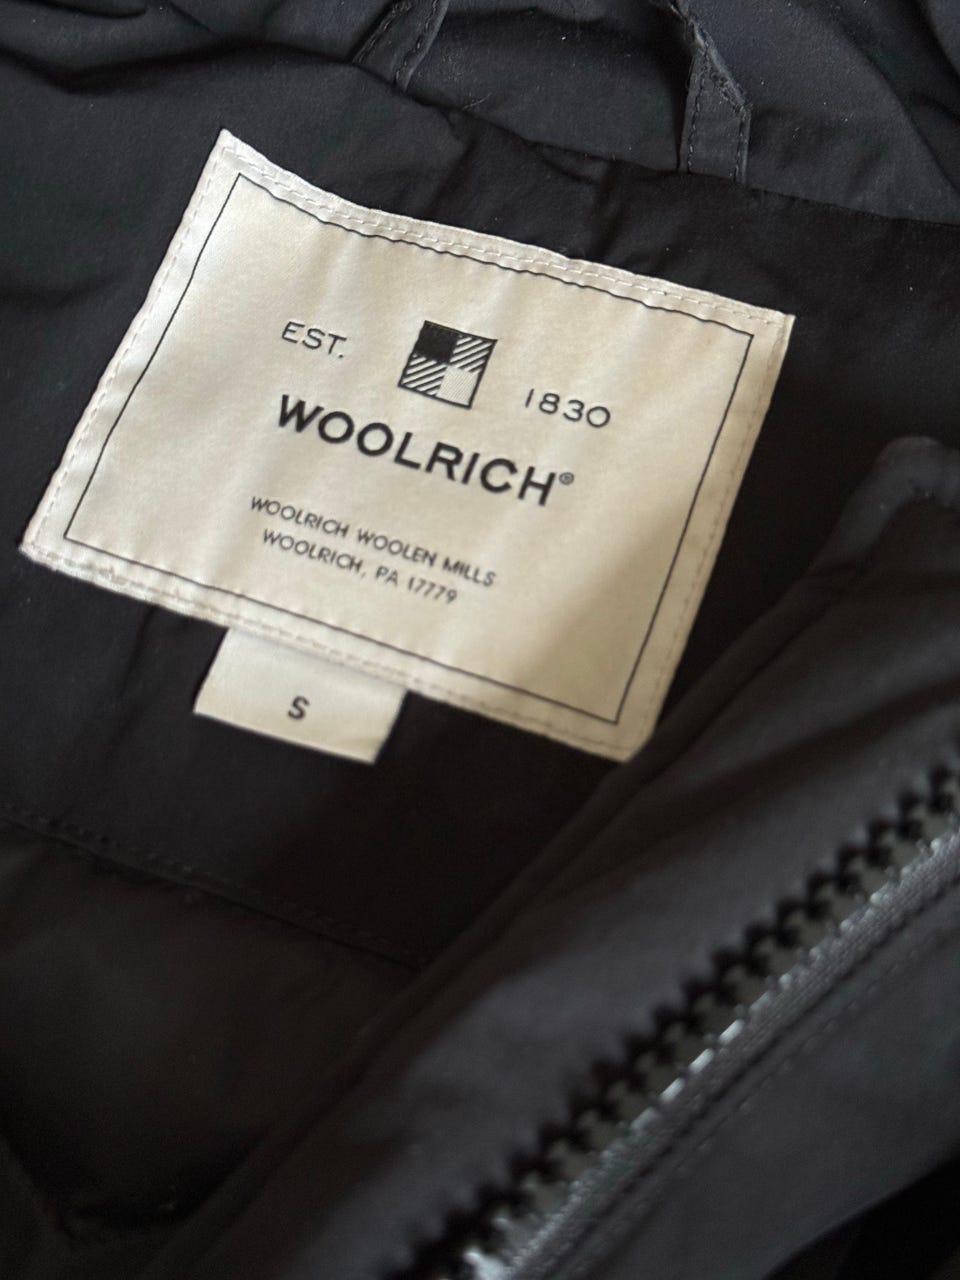 EST. 1830
WOOLRICH®
WOOLRICH WOOLEN MILLS
WOOLRICH, PA 17779
S